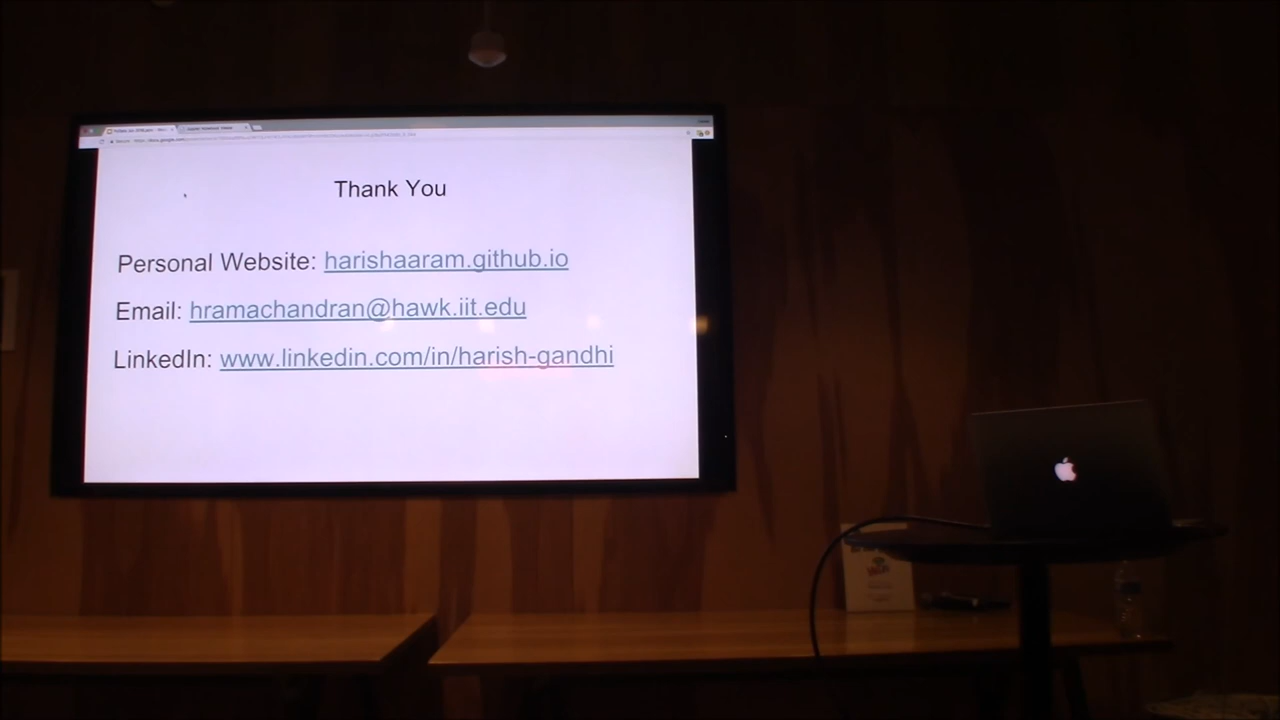 Thank You
Personal Website: harishaaram.github.io
Email: hramachandran@hawk.iit.edu
LinkedIn: www.linkedin.com/in/harish-gandhi